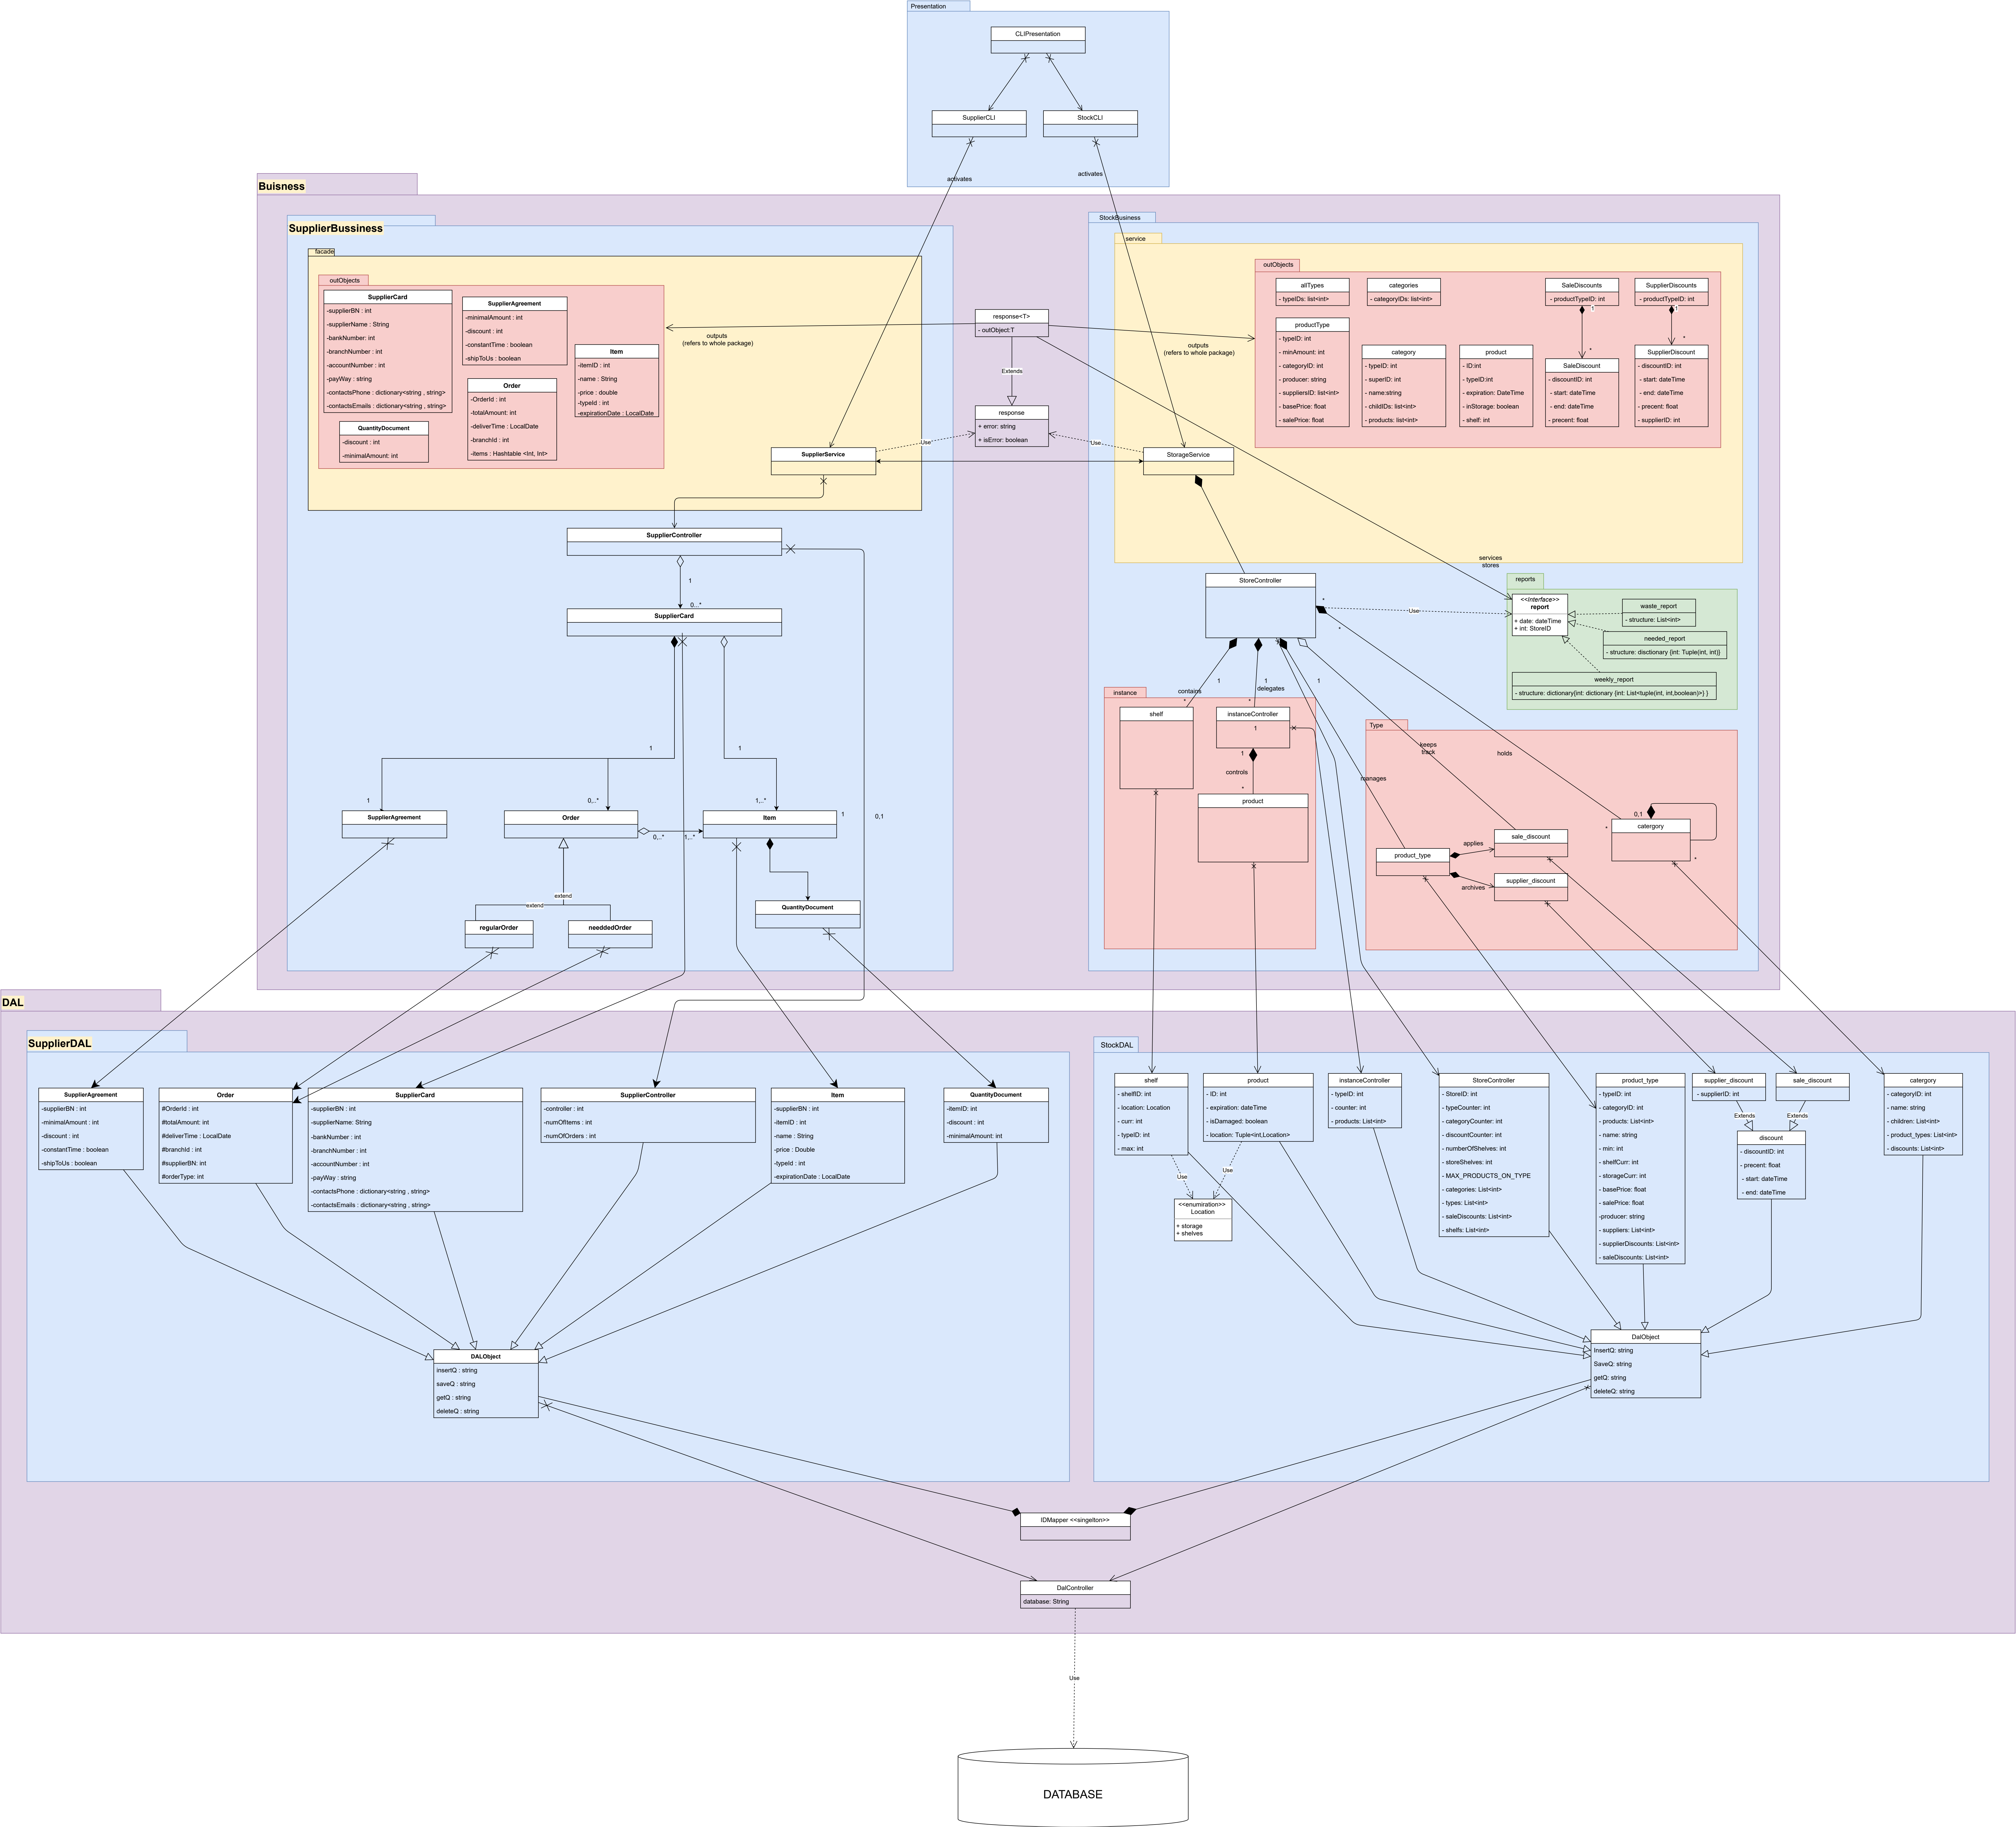 Presentation
CLIPresentation
SupplierCLI
StockCLI
activates
activates
Buisness
SupplierBussiness
facade
outObjects
SupplierCard
-supplierBN : int
-supplierName : String
-bankNumber: int
-branchNumber : int
-accountNumber : int
-payWay : string
-contactsPhone : dictionary<string , string>
-contactsEmails : dictionary<string , string>
SupplierAgreement
-minimalAmount : int
-discount : int
-constantTime : boolean
-shipToUs : boolean
Item
-itemID : int
-name : String
-price : double
-typeId : int
-expirationDate : LocalDate
Order
-OrderId : int
-totalAmount: int
-deliverTime : LocalDate
-branchId : int
-items : Hashtable <Int, Int>
QuantityDocument
-discount : int
-minimalAmount: int
outputs
(refers to whole package)
response<T>
- outObject:T
Extends
response
+ error: string
+ isError: boolean
Use
Use
outputs
(refers to whole package)
SupplierService
StockBusiness
service
outObjects
allTypes
- typeIDs: list<int>
categories
- categoryIDs: list<int>
SaleDiscounts
- productTypeID: int
SupplierDiscounts
- productTypeID: int
1
*
1
*
productType
- typeID: int
- minAmount: int
- categoryID: int
- producer: string
- suppliersID: list<int>
- basePrice: float
- salePrice: float
category
- typeID: int
- superID: int
- name:string
- childIDs: list<int>
- products: list<int>
product
- ID:int
- typeID:int
- expiration: DateTime
- inStorage: boolean
- shelf: int
SaleDiscount
- discountID: int
- start: dateTime
- end: dateTime
- precent: float
SupplierDiscount
- discountID: int
- start: dateTime
- end: dateTime
- precent: float
- supplierID: int
StorageService
SupplierController
1
0...*
SupplierCard
1
1
1
0,..*
1,..*
1
0,1
SupplierAgreement
Order
0,..*
1,..*
Item
extend
extend
regularOrder
needdedOrder
QuantityDocument
services
stores
StoreController
*
Use
*
reports
<<Interface>>
report
+ date: dateTime
+ int: StoreID
waste_report
- structure: List<int>
needed_report
- structure: disctionary {int: Tuple(int, int)}
weekly_report
- structure: dictionary{int: dictionary {int: List<tuple(int, int,boolean)>} }
instance
contains
1
*
1
delegates
*
1
shelf
instanceController
1
1
controls
*
product
Type
keeps
track
holds
manages
applies
archives
sale_discount
product_type
supplier_discount
catergory
0,1
*
*
DAL
SupplierDAL
SupplierAgreement
-supplierBN : int
-minimalAmount : int
-discount : int
-constantTime : boolean
-shipToUs : boolean
Order
#OrderId : int
#totalAmount: int
#deliverTime : LocalDate
#branchId : int
#supplierBN: int
#orderType: int
SupplierCard
-supplierBN : int
-supplierName: String
-bankNumber : int
-branchNumber : int
-accountNumber : int
-payWay : string
-contactsPhone : dictionary<string , string>
-contactsEmails : dictionary<string , string>
SupplierController
-controller : int
-numOfItems : int
-numOfOrders : int
Item
-supplierBN : int
-itemID : int
-name : String
-price : Double
-typeId : int
-expirationDate : LocalDate
QuantityDocument
-itemID: int
-discount : int
-minimalAmount: int
DALObject
insertQ : string
saveQ : string
getQ : string
deleteQ : string
StockDAL
shelf
- shelfID: int
- location: Location
- curr: int
- typeID: int
- max: int
product
- ID: int
- expiration: dateTime
- isDamaged: boolean
- location: Tuple<int,Location>
instanceController
- typeID: int
- counter: int
- products: List<int>
StoreController
- StoreID: int
- typeCounter: int
- categoryCounter: int
- discountCounter: int
- numberOfShelves: int
- storeShelves: int
- MAX_PRODUCTS_ON_TYPE
- categories: List<int>
- types: List<int>
- saleDiscounts: List<int>
- shelfs: List<int>
product_type
- typeID: int
- categoryID: int
- products: List<int>
- name: string
- min: int
- shelfCurr: int
- storageCurr: int
- basePrice: float
- salePrice: float
-producer: string
- suppliers: List<int>
- supplierDiscounts: List<int>
- saleDiscounts: List<int>
supplier_discount
- supplierID: int
sale_discount
Extends
Extends
discount
- discountID: int
- precent: float
- start: dateTime
- end: dateTime
catergory
- categoryID: int
- name: string
- children: List<int>
- product_types: List<int>
- discounts: List<int>
Use
Use
<<enumiration>>
Location
+ storage
+ shelves
DalObject
InsertQ: string
SaveQ: string
getQ: string
deleteQ: string
IDMapper <<singelton>>
DalController
database: String
Use
DATABASE